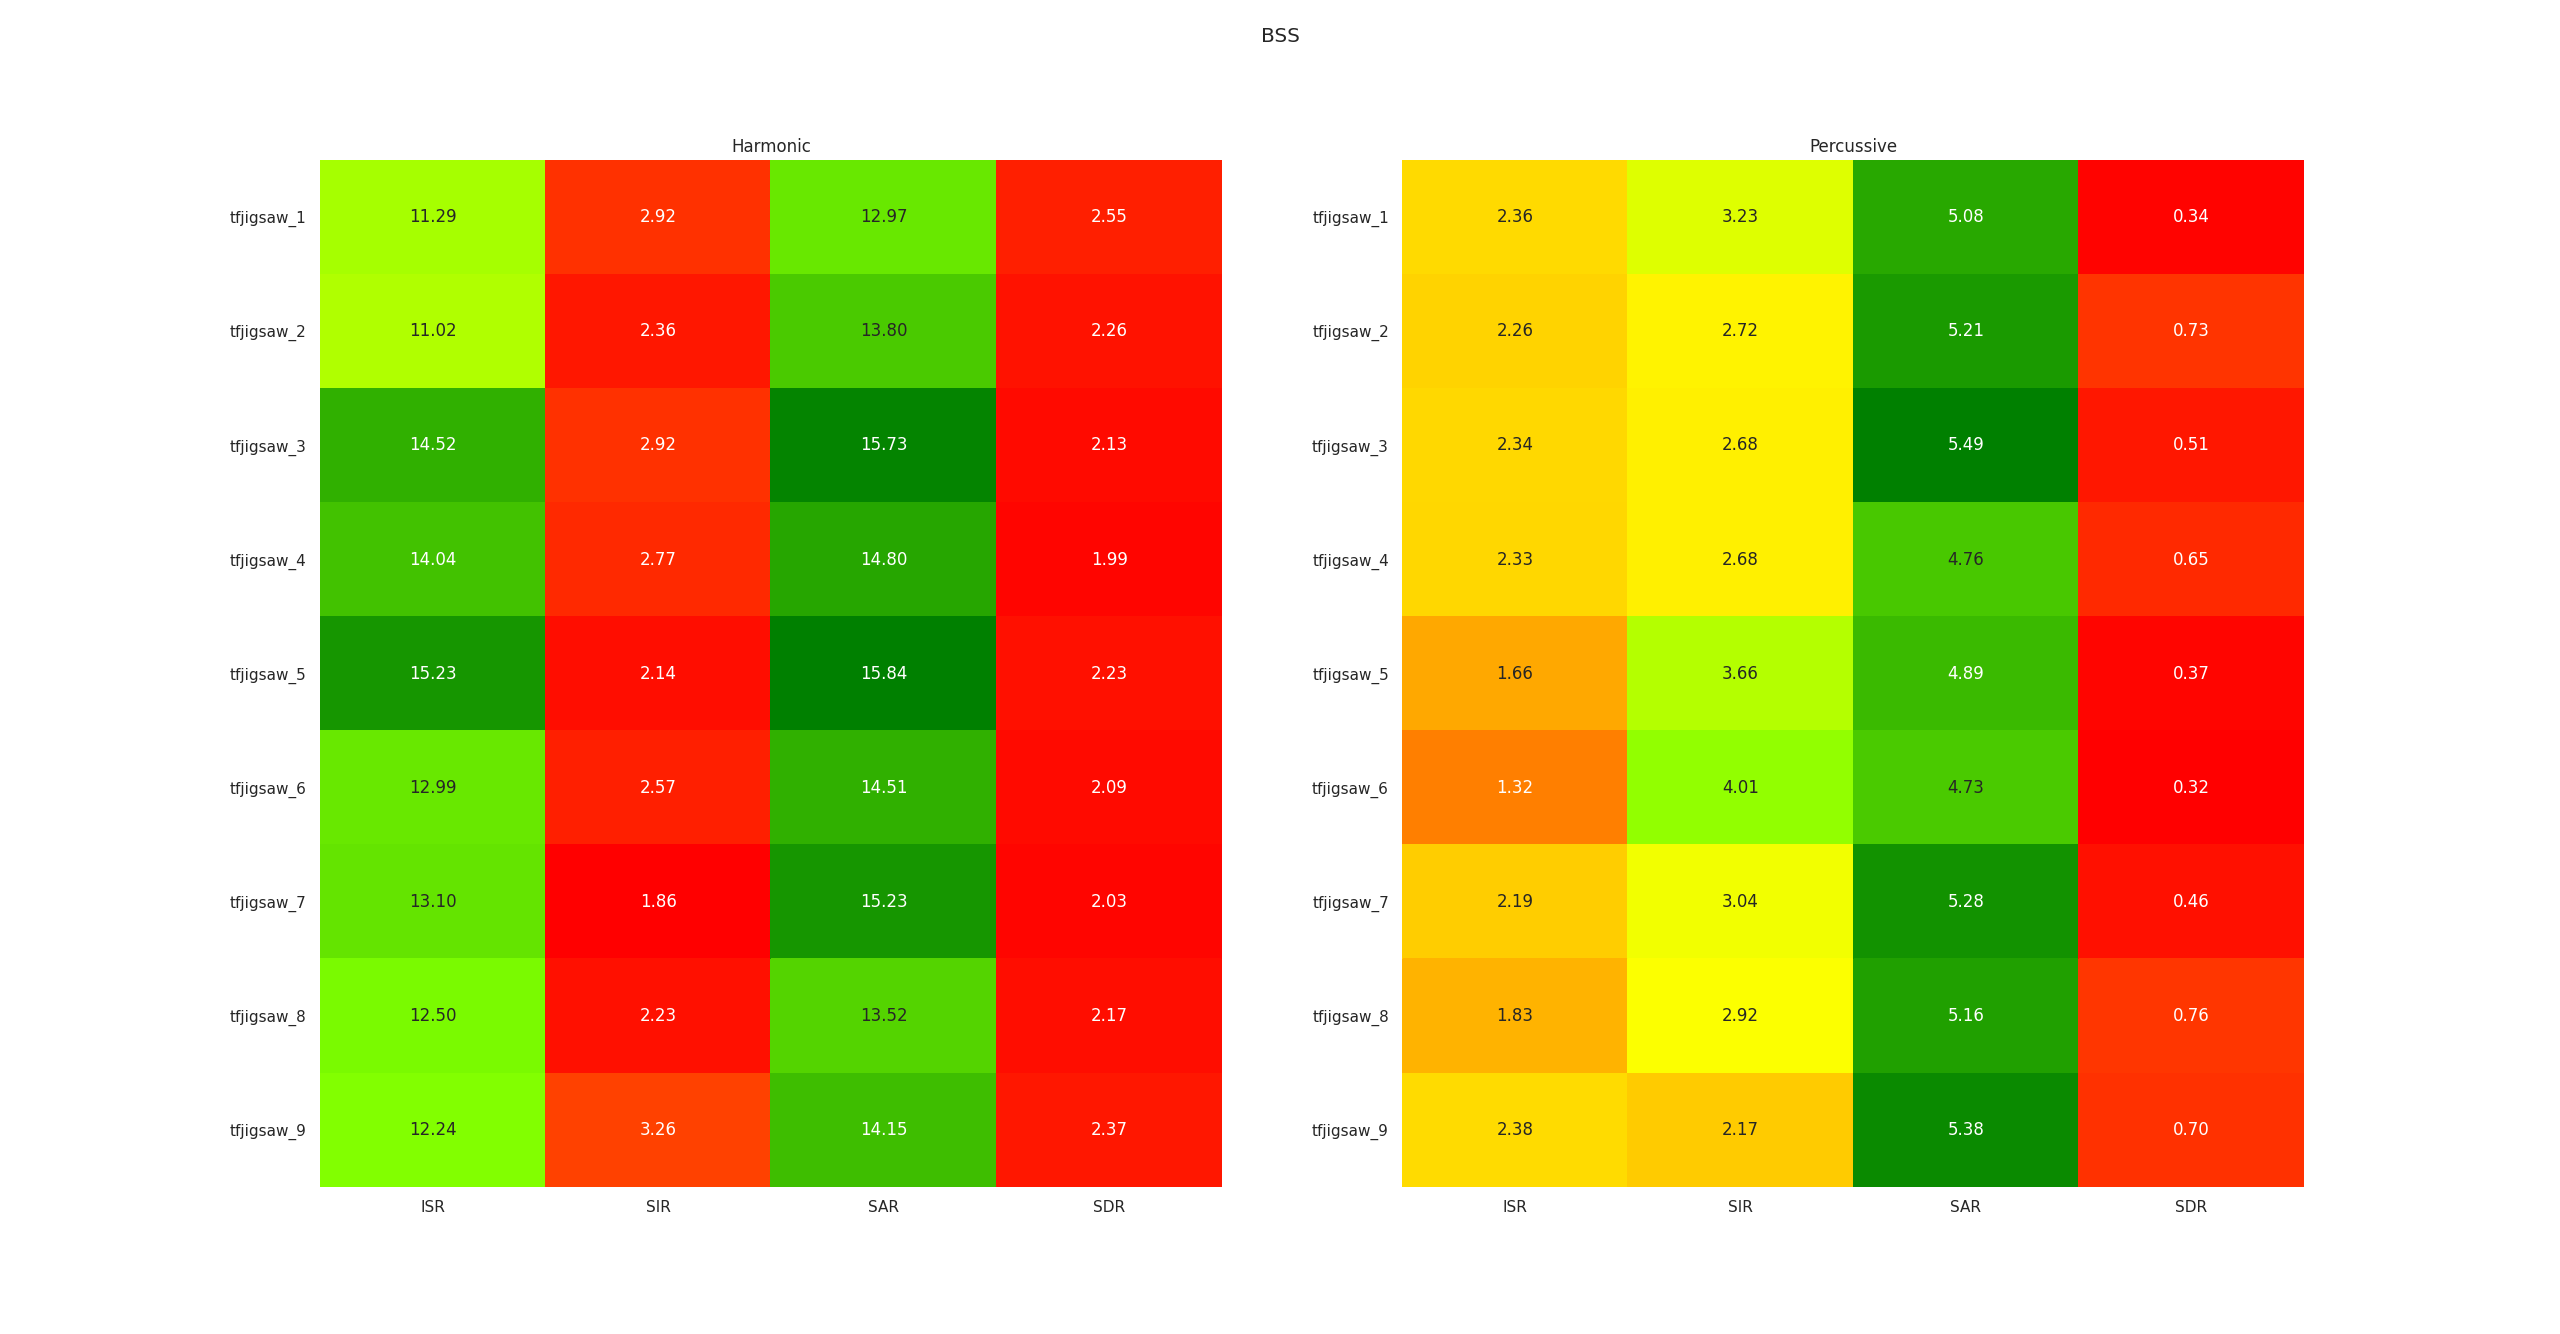 BSS
Harmonic
tfjigsaw_1 11.29 2.92 12.97 2.55
tfjigsaw_2 11.02 2.36 13.80 2.26
tfjigsaw_3 14.52 2.92 15.73 2.13
tfjigsaw_4 14.04 2.77 14.80 1.99
tfjigsaw_5 15.23 2.14 15.84 2.23
tfjigsaw_6 12.99 2.57 14.51 2.09
tfjigsaw_7 13.10 1.86 15.23 2.03
tfjigsaw_8 12.50 2.23 13.52 2.17
tfjigsaw_9 12.24 3.26 14.15 2.37
ISR SIR SAR SDR
Percussive
tfjigsaw_1 2.36 3.23 5.08 0.34
tfjigsaw_2 2.26 2.72 5.21 0.73
tfjigsaw_3 2.34 2.68 5.49 0.51
tfjigsaw_4 2.33 2.68 4.76 0.65
tfjigsaw_5 1.66 3.66 4.89 0.37
tfjigsaw_6 1.32 4.01 4.73 0.32
tfjigsaw_7 2.19 3.04 5.28 0.46
tfjigsaw_8 1.83 2.92 5.16 0.76
tfjigsaw_9 2.38 2.17 5.38 0.70
ISR SIR SAR SDR